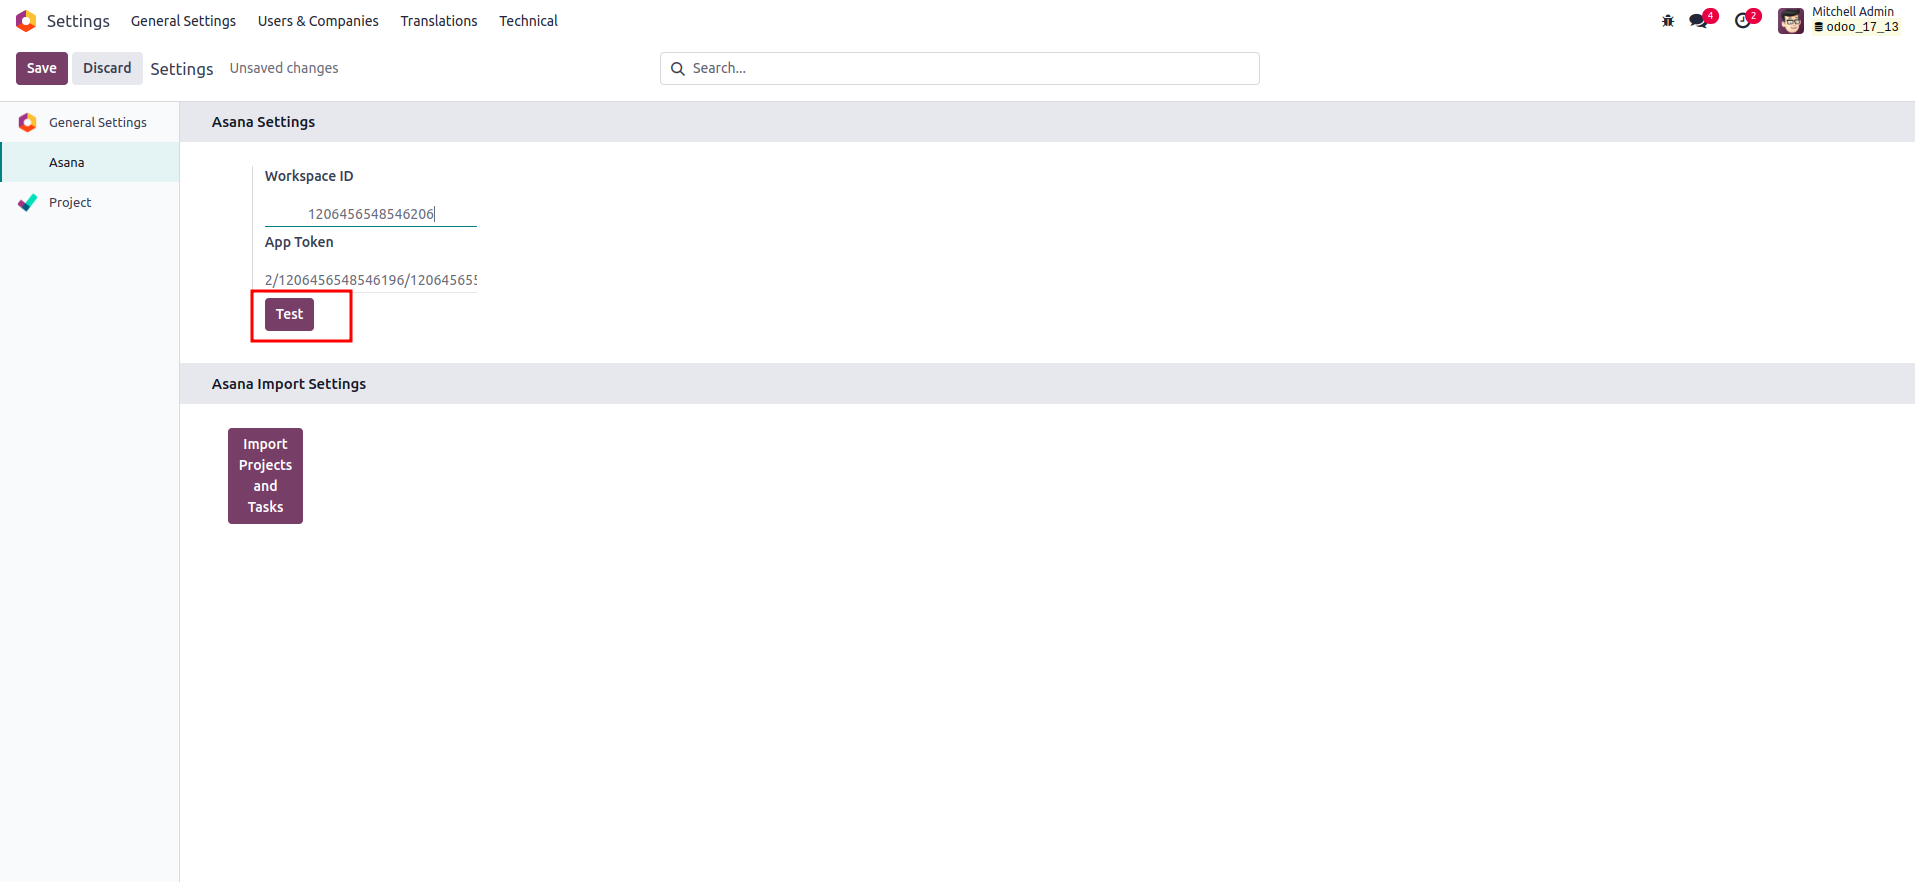 Settings General Settings Users & Companies Translations Technical 4 2 Mitchell Admin
odoo_17_13
Save Discard Settings Unsaved changes Search...
General Settings
Asana
Project
Asana Settings
Workspace ID
1206456548546206
App Token
2/1206456548546196/120645655
Test
Asana Import Settings
Import
Projects
and
Tasks